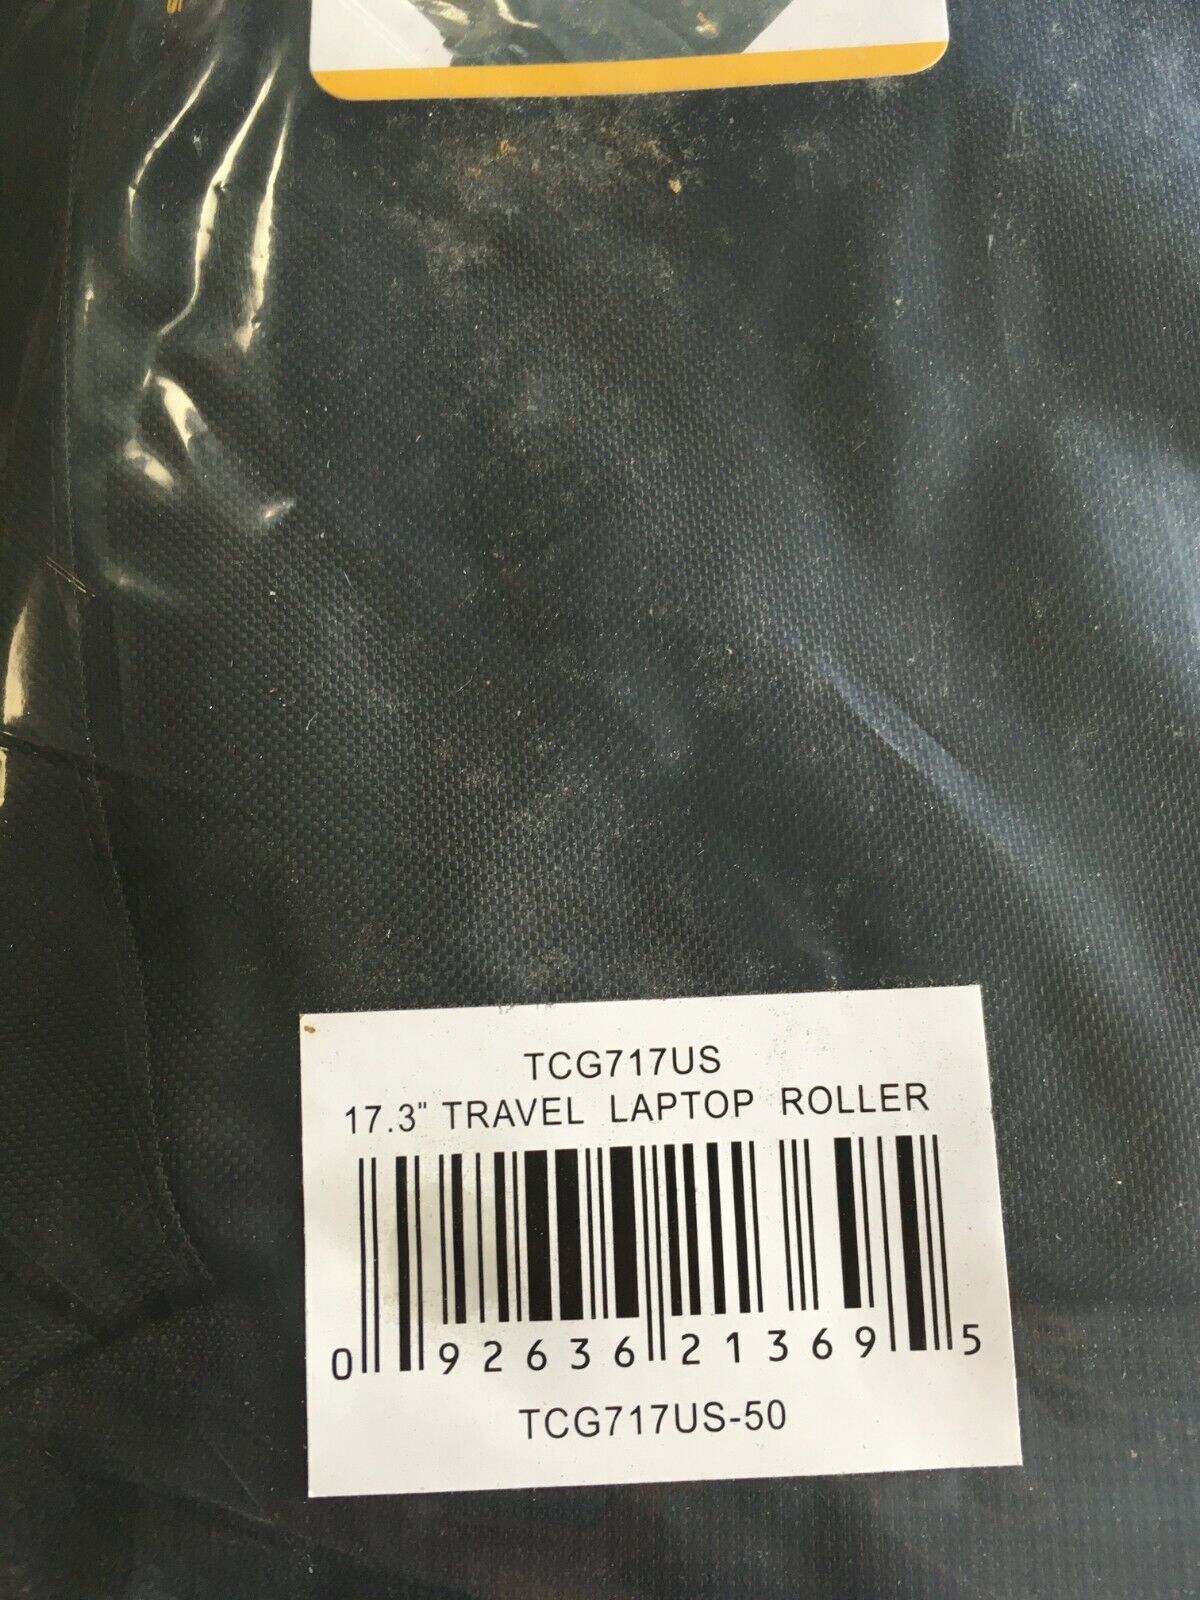 TCG717US
17.3" TRAVEL LAPTOP ROLLER
0 92636 21369 5
TCG717US-50